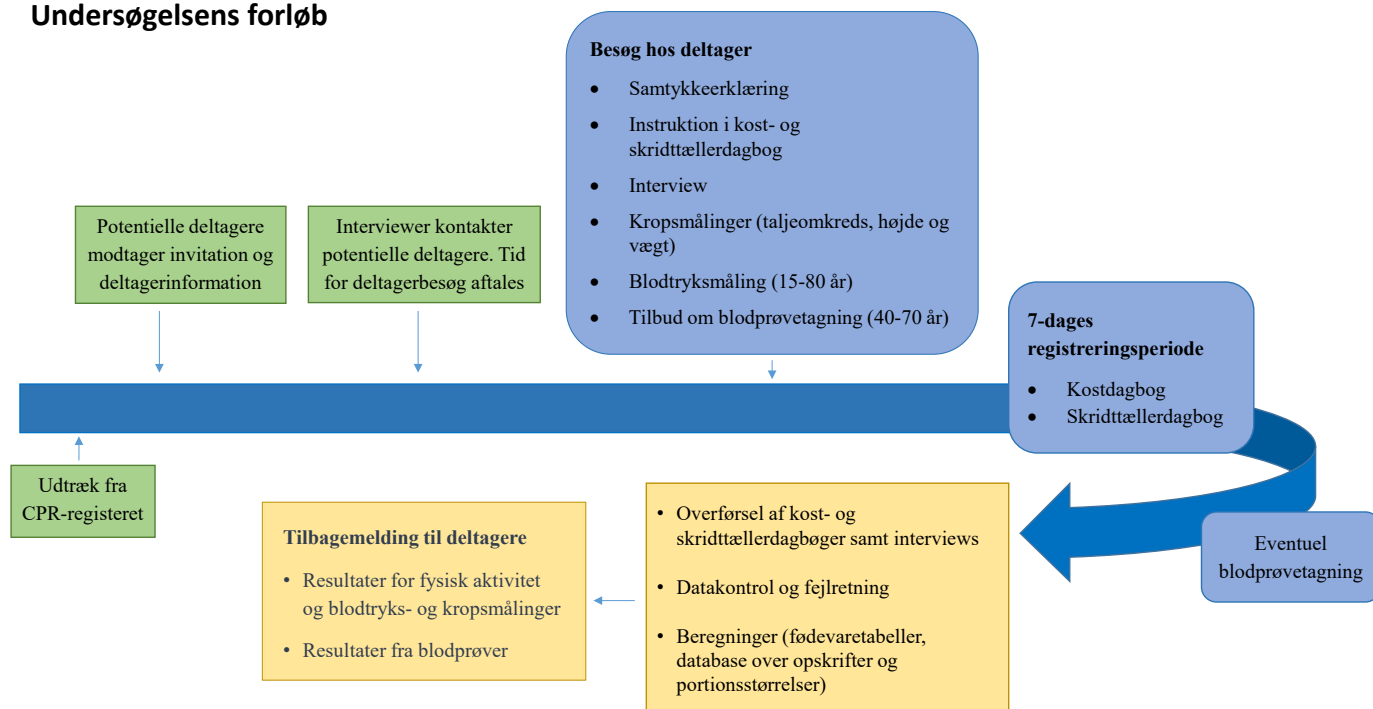 Undersøgelsens forløb
Udtræk fra
CPR-registeret
Potentielle deltagere
modtager invitation og
deltagerinformation
Interviewer kontakter
potentielle deltagere. Tid
for deltagerbesøg aftales
Besøg hos deltager
• Samtykkeerklæring
• Instruktion i kost- og
skridttællerdagbog
• Interview
• Kropsmålinger (taljeomkreds, højde og
vægt)
• Blodtryksmåling (15-80 år)
• Tilbud om blodprøvetagning (40-70 år)
7-dages
registreringsperiode
• Kostdagbog
• Skridttællerdagbog
Eventuel
blodprøvetagning
• Overførsel af kost- og
skridttællerdagbøger samt interviews
• Datakontrol og fejlretning
• Beregninger (fødevaretabeller,
database over opskrifter og
portionsstørrelser)
Tilbagemelding til deltagere
• Resultater for fysisk aktivitet
og blodtryks- og kropsmålinger
• Resultater fra blodprøver